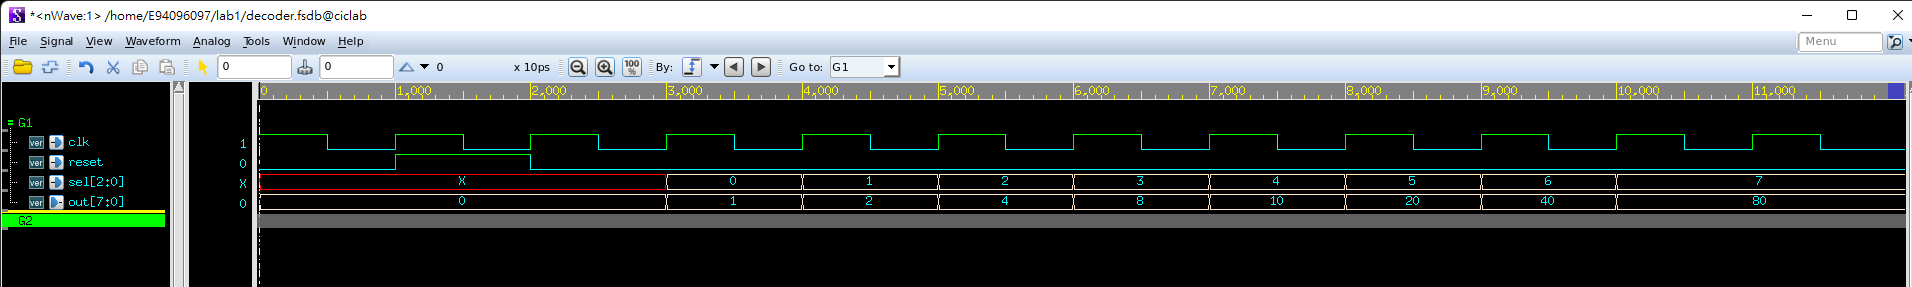 S *<nWave:1> /home/E94096097/lab1/decoder.fsdb@ciclab
File Signal View Waveform Analog Tools Window Help Menu
0 0 0 x 10ps 100 % By: Go to: G1
0 1,000 2,000 3,000 4,000 5,000 6,000 7,000 8,000 9,000 10,000 11,000
G1
ver clk 1
ver reset 0
ver sel[2:0] X X 0 1 2 3 4 5 6 7
ver out[7:0] 0 0 1 2 4 8 10 20 40 80
G2